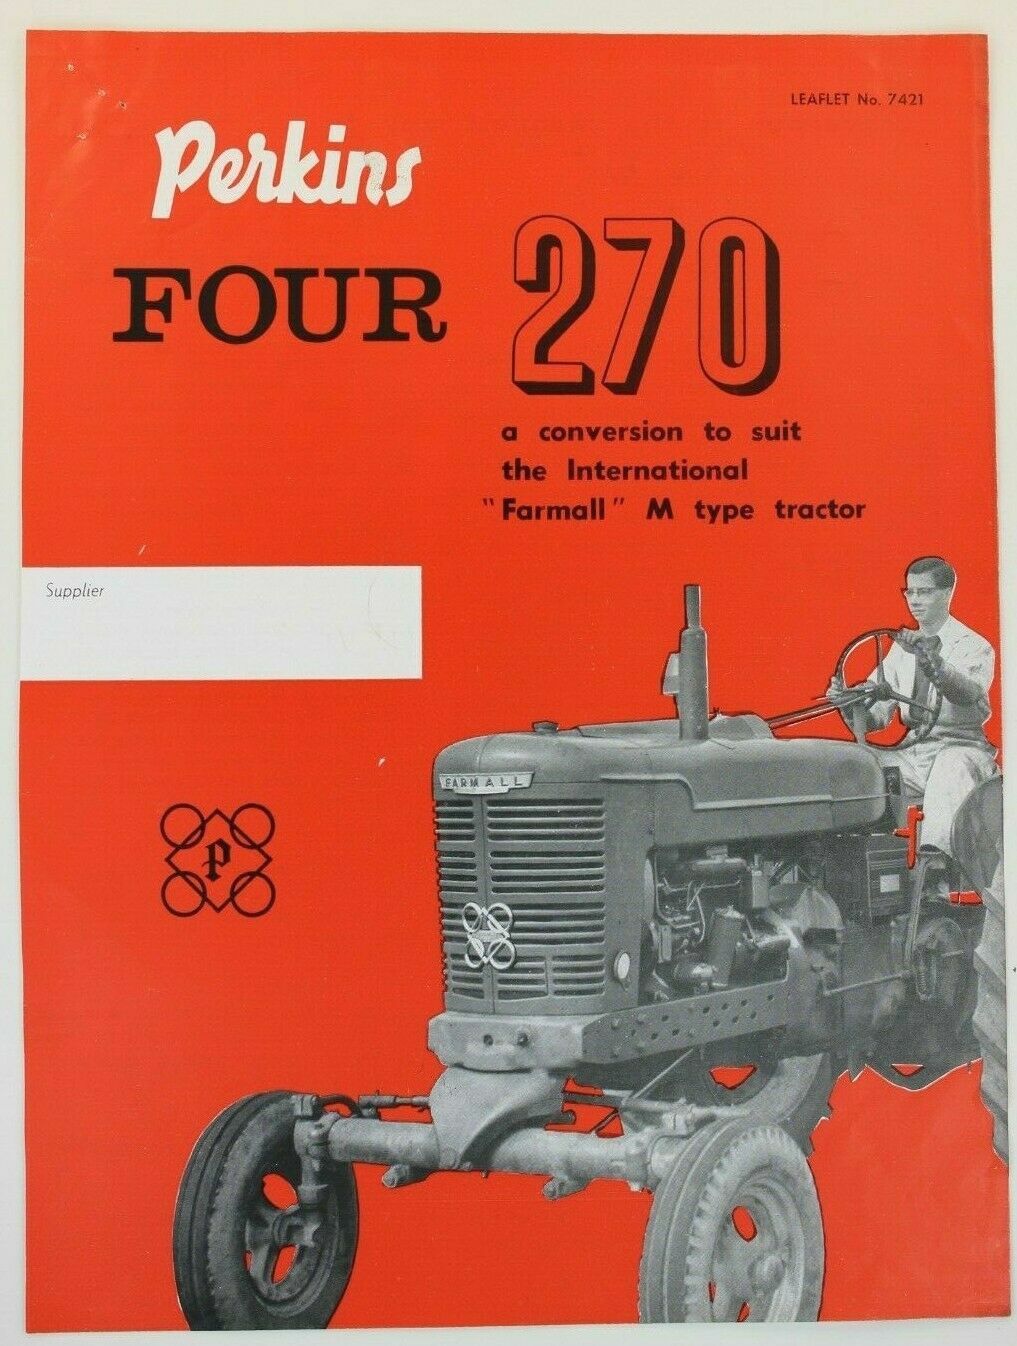 LEAFLET No. 7421
Perkins
FOUR 270
a conversion to suit
the International
"Farmall" M type tractor
Supplier
P
FARMALL